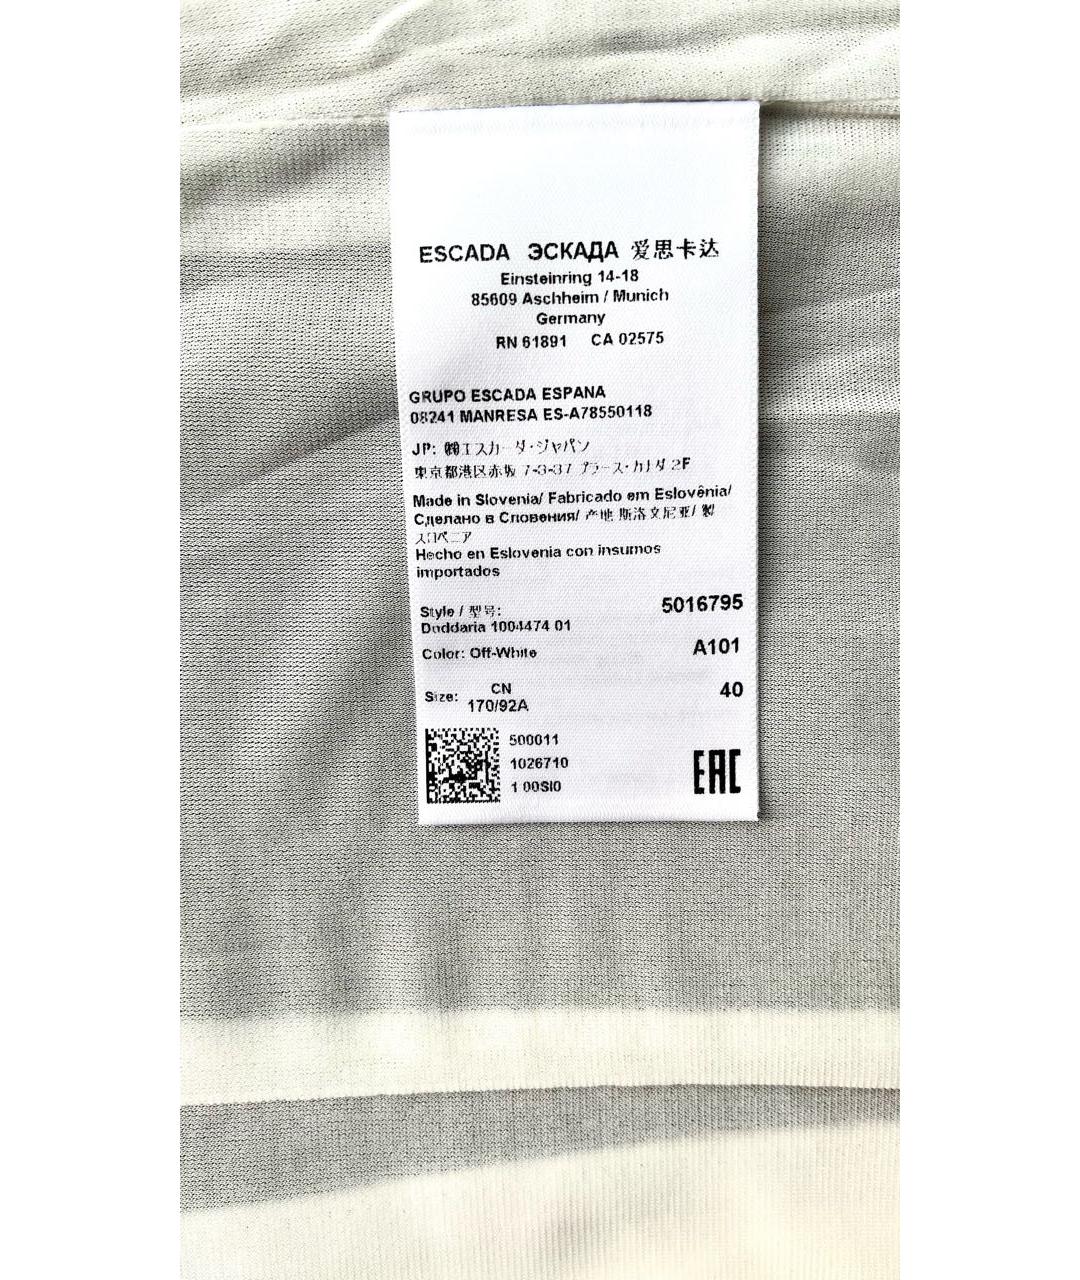 ESCADA ЭСКАДА 爱思卡达
Einsteinring 14-18
85609 Aschheim / Munich
Germany
RN 61891 CA 02575
GRUPO ESCADA ESPANA
08241 MANRESA ES-A78550118
JP: ㈱エスカーダ・ジャパン
東京都港区赤坂 7-3-37 プラース・カナダ 2F
Made in Slovenia/ Fabricado em Eslovênia/
Сделано в Словения/ 产地 斯洛文尼亚/ 製
スロベニア
Hecho en Eslovenia con insumos
importados
Style / 型号: 5016795
Duddaria 1004474 01
Color: Off-White A101
Size: CN 40
170/92A
500011
1026710
1 00SI0
EAC